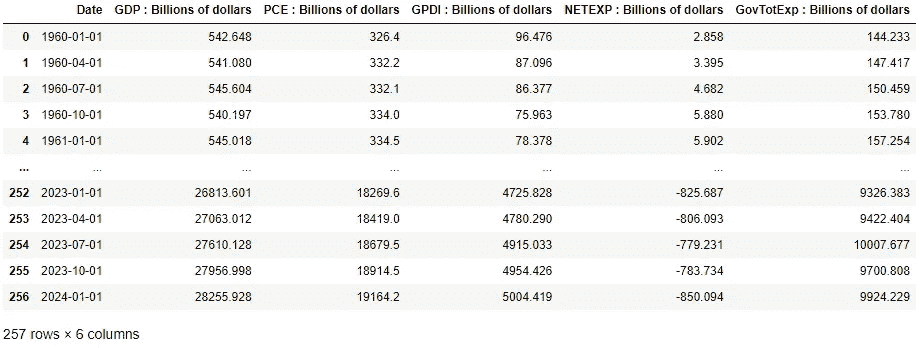 Date GDP : Billions of dollars PCE : Billions of dollars GPDI : Billions of dollars NETEXP : Billions of dollars GovTotExp : Billions of dollars
0 1960-01-01 542.648 326.4 96.476 2.858 144.233
1 1960-04-01 541.080 332.2 87.096 3.395 147.417
2 1960-07-01 545.604 332.1 86.377 4.682 150.459
3 1960-10-01 540.197 334.0 75.963 5.880 153.780
4 1961-01-01 545.018 334.5 78.378 5.902 157.254
... ... ... ... ... ... ...
252 2023-01-01 26813.601 18269.6 4725.828 -825.687 9326.383
253 2023-04-01 27063.012 18419.0 4780.290 -806.093 9422.404
254 2023-07-01 27610.128 18679.5 4915.033 -779.231 10007.677
255 2023-10-01 27956.998 18914.5 4954.426 -783.734 9700.808
256 2024-01-01 28255.928 19164.2 5004.419 -850.094 9924.229
257 rows × 6 columns